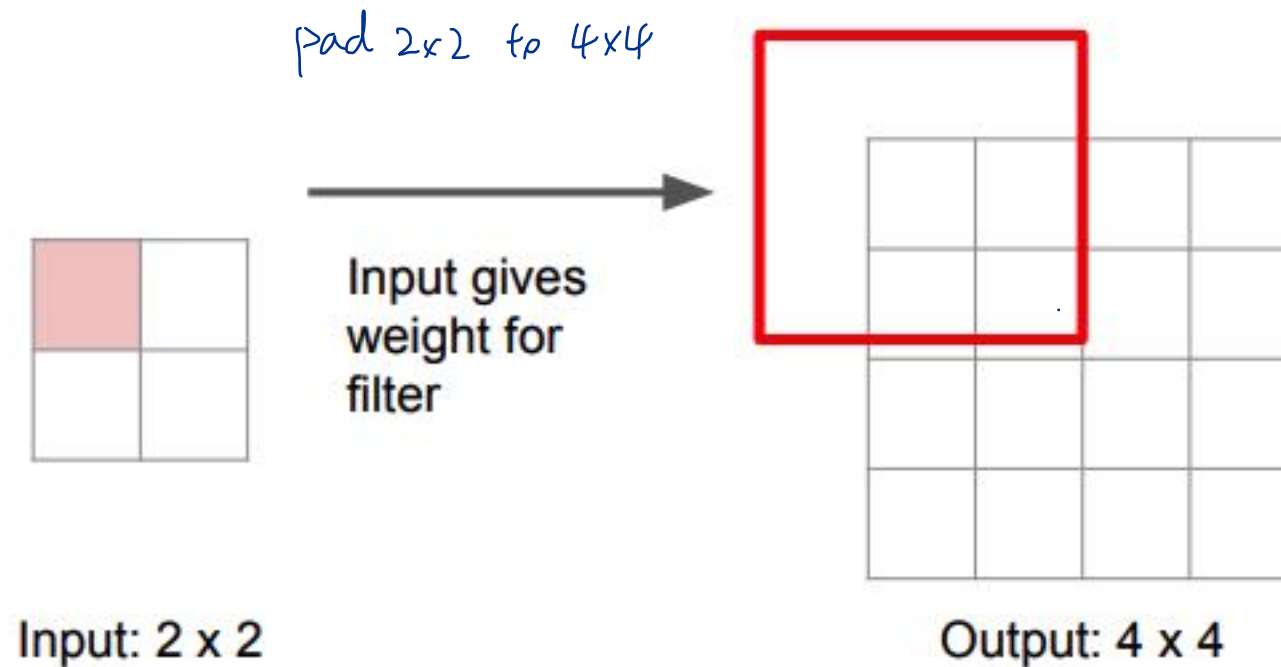 pad 2x2 to 4x4
Input gives
weight for
filter
Input: 2 x 2
Output: 4 x 4